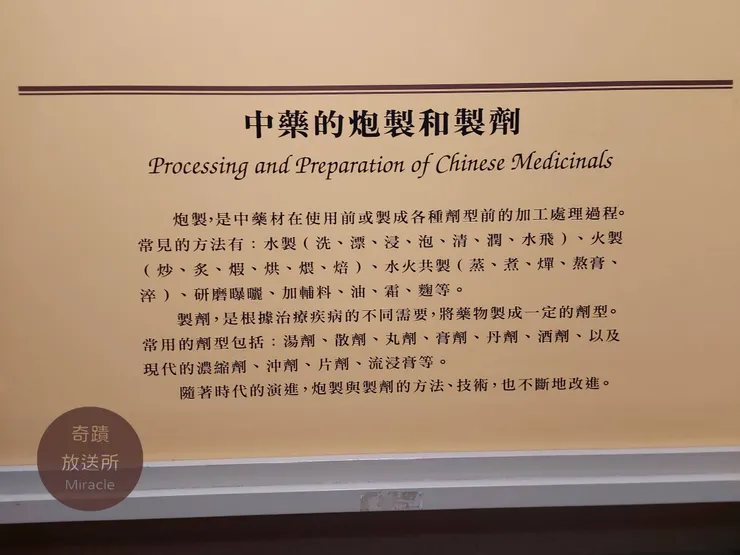 中藥的炮製和製劑
Processing and Preparation of Chinese Medicinals
炮製，是中藥材在使用前或製成各種劑型前的加工處理過程。
常見的方法有：水製（洗、漂、浸、泡、清、潤、水飛）、火製
（炒、炙、煆、烘、煨、焙）、水火共製（蒸、煮、燀、熬膏、
淬）、研磨曝曬、加輔料、油、霜、麴等。
製劑，是根據治療疾病的不同需要，將藥物製成一定的劑型。
常用的劑型包括：湯劑、散劑、丸劑、膏劑、丹劑、酒劑、以及
現代的濃縮劑、沖劑、片劑、流浸膏等。
隨著時代的演進，炮製與製劑的方法、技術，也不斷地改進。
奇蹟
放送所
Miracle